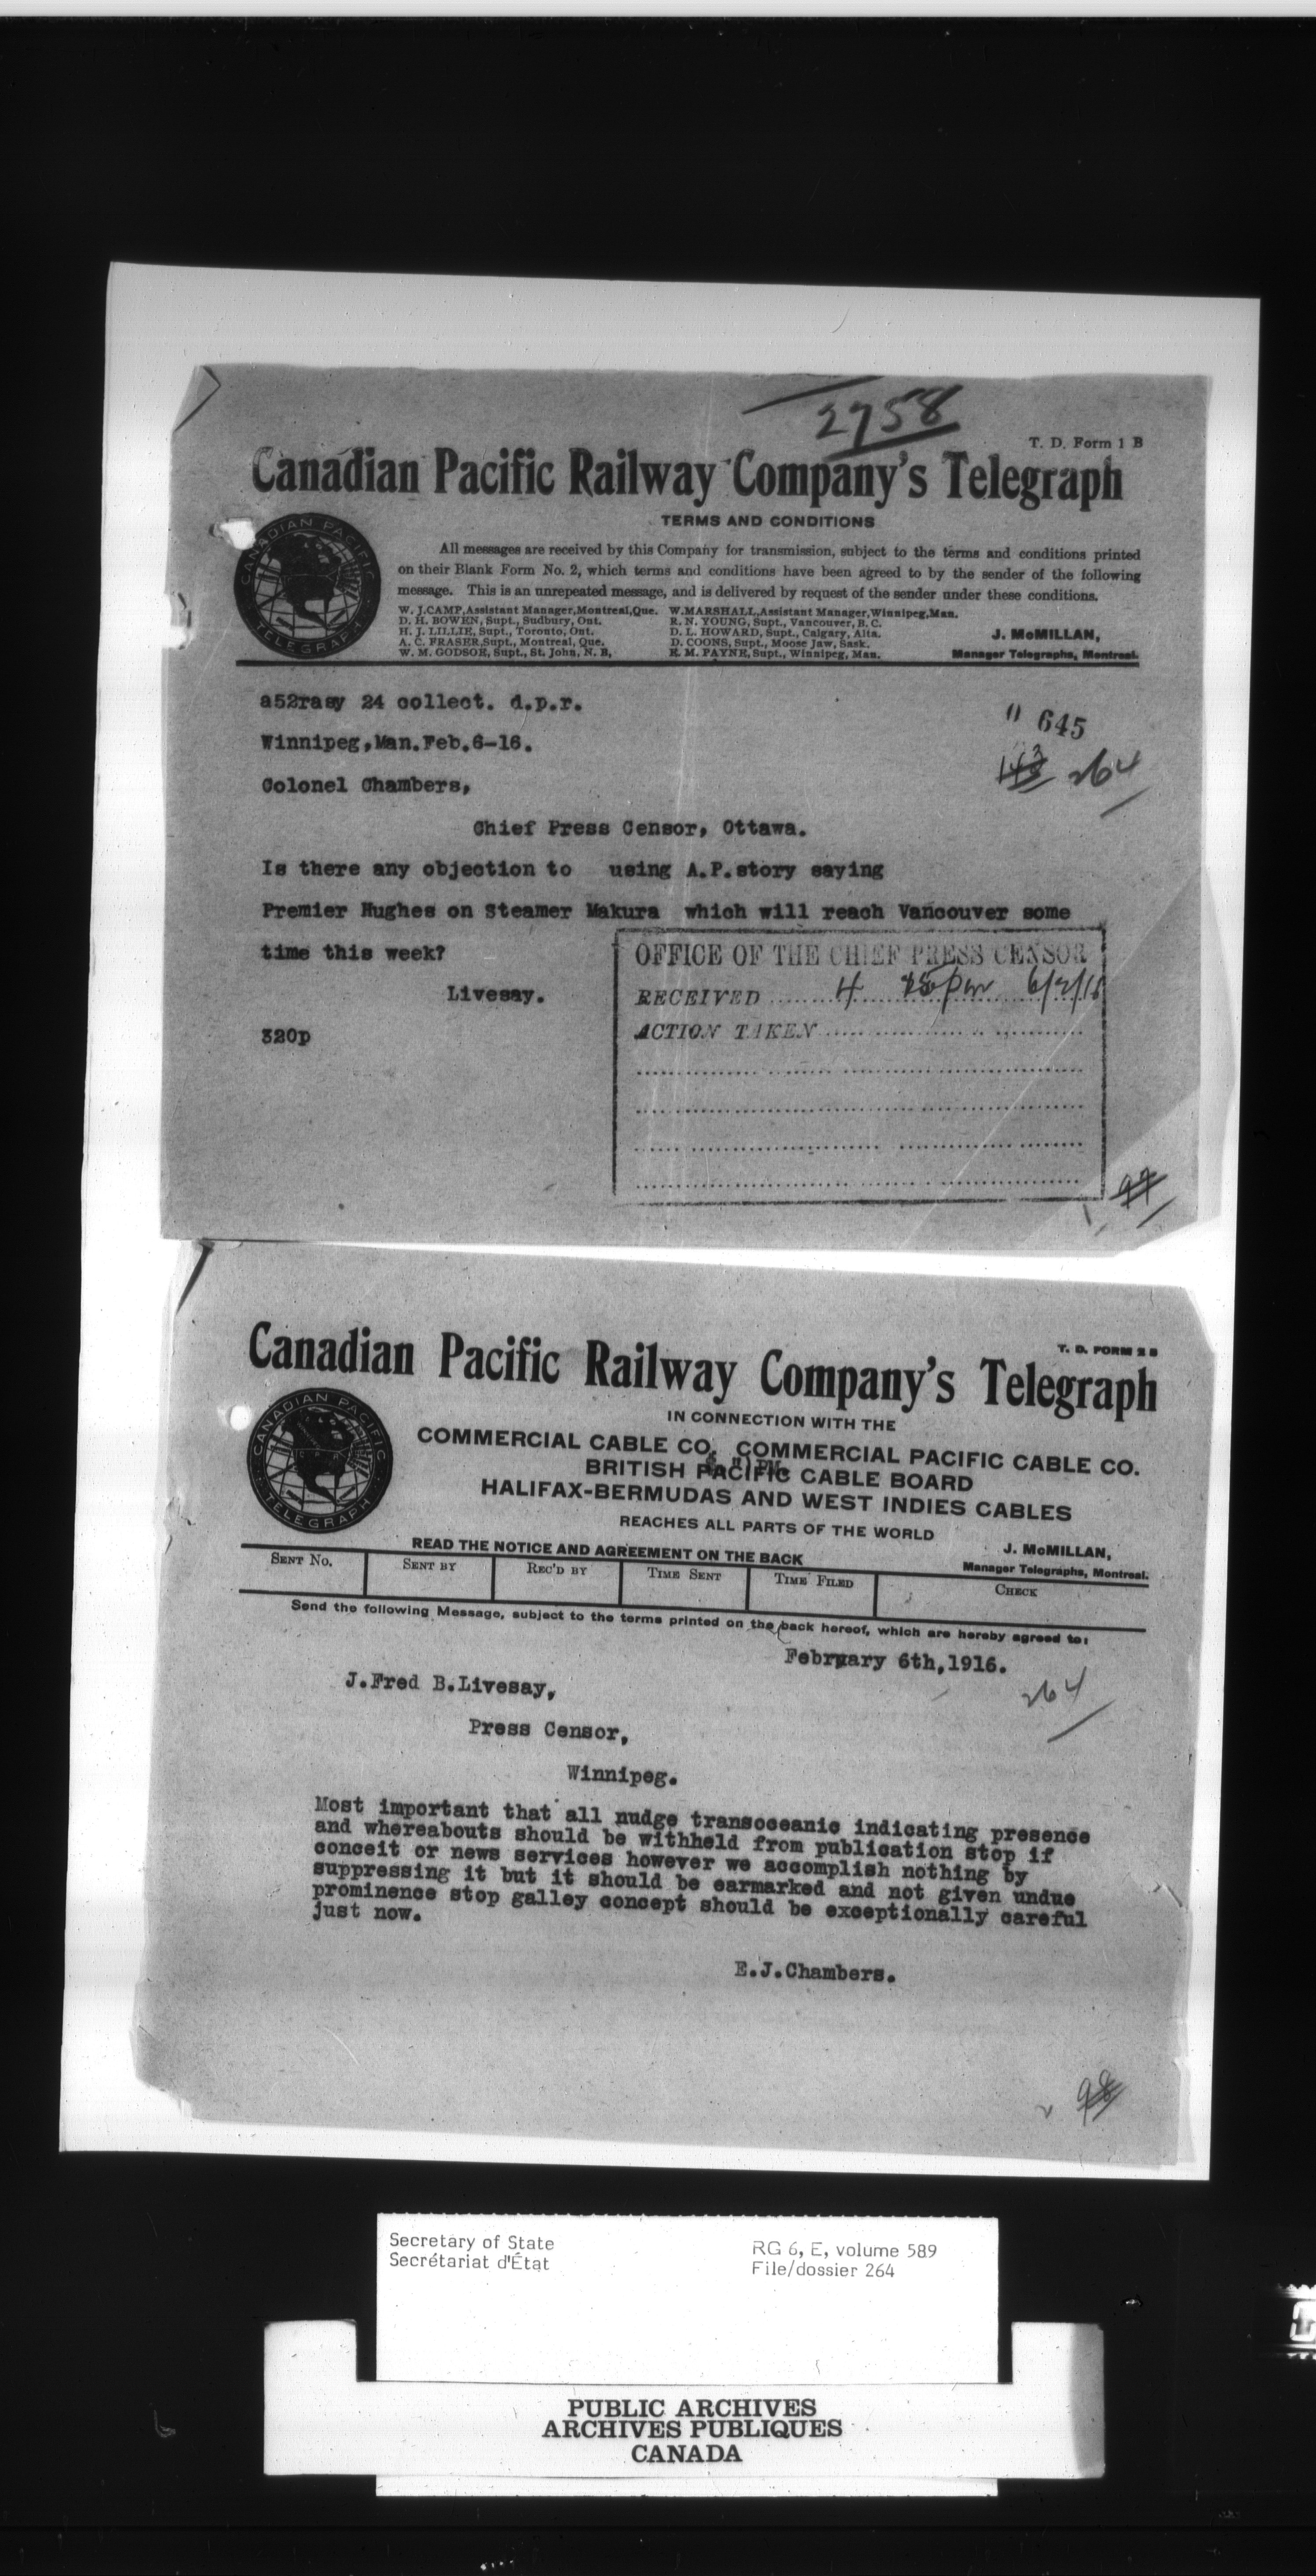 2758
T. D. Form 1 B
Canadian Pacific Railway Company's Telegraph
TERMS AND CONDITIONS
CANADIAN PACIFIC
TELEGRAPH
All messages are received by this Company for transmission, subject to the terms and conditions printed
on their Blank Form No. 2, which terms and conditions have been agreed to by the sender of the following
message. This is an unrepeated message, and is delivered by request of the sender under these conditions.
W. J. CAMP, Assistant Manager, Montreal, Que. W. MARSHALL, Assistant Manager, Winnipeg, Man.
D. H. BOWEN, Supt., Sudbury, Ont. R. N. YOUNG, Supt., Vancouver, B. C.
H. J. LILLIE, Supt., Toronto, Ont. D. L. HOWARD, Supt., Calgary, Alta.
A. C. FRASER, Supt., Montreal, Que. D. COONS, Supt., Moose Jaw, Sask.
W. M. GODSOE, Supt., St. John, N. B, R. M. PAYNE, Supt., Winnipeg, Man.
J. McMILLAN,
Manager Telegraphs, Montreal.
a52rasy 24 collect. d.p.r.
Winnipeg,Man.Feb.6-16.
" 645
264
Colonel Chambers,
Chief Press Censor, Ottawa.
Is there any objection to using A.P.story saying
Premier Hughes on Steamer Makura which will reach Vancouver some
time this week?
Livesay.
320p
OFFICE OF THE CHIEF PRESS CENSOR
RECEIVED 4 25pm 6/2/16
ACTION TAKEN
97
T. D. FORM 2 B
Canadian Pacific Railway Company's Telegraph
CANADIAN PACIFIC
TELEGRAPH
IN CONNECTION WITH THE
COMMERCIAL CABLE CO. COMMERCIAL PACIFIC CABLE CO.
BRITISH PACIFIC CABLE BOARD
HALIFAX-BERMUDAS AND WEST INDIES CABLES
REACHES ALL PARTS OF THE WORLD
READ THE NOTICE AND AGREEMENT ON THE BACK
J. McMILLAN,
Manager Telegraphs, Montreal.
SENT NO. SENT BY REC'D BY TIME SENT TIME FILED CHECK
Send the following Message, subject to the terms printed on the back hereof, which are hereby agreed to:
February 6th,1916.
264
J.Fred B.Livesay,
Press Censor,
Winnipeg.
Most important that all nudge transoceanic indicating presence
and whereabouts should be withheld from publication stop if
conceit or news services however we accomplish nothing by
suppressing it but it should be earmarked and not given undue
prominence stop galley concept should be exceptionally careful
just now.
E.J.Chambers.
98
Secretary of State
Secrétariat d'État
RG 6, E, volume 589
File/dossier 264
PUBLIC ARCHIVES
ARCHIVES PUBLIQUES
CANADA